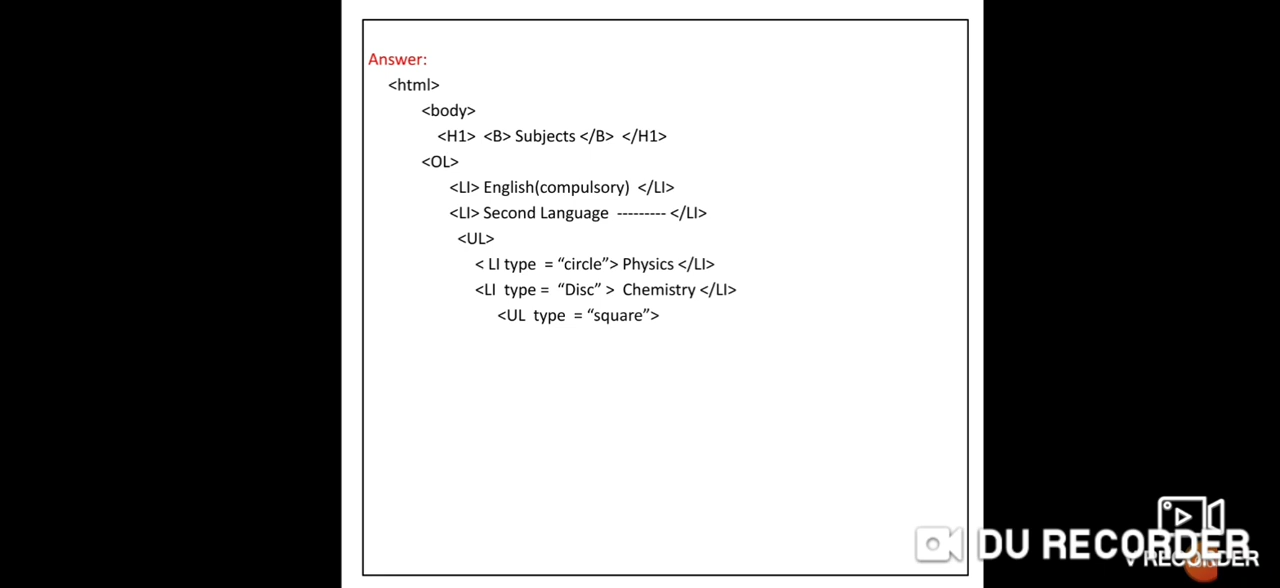 Answer:
<html>
<body>
<H1> <B> Subjects </B> </H1>
<OL>
<LI> English(compulsory) </LI>
<LI> Second Language --------- </LI>
<UL>
< LI type = “circle”> Physics </LI>
<LI type = “Disc” > Chemistry </LI>
<UL type = “square”>
DU RECORDER
V RECORDER